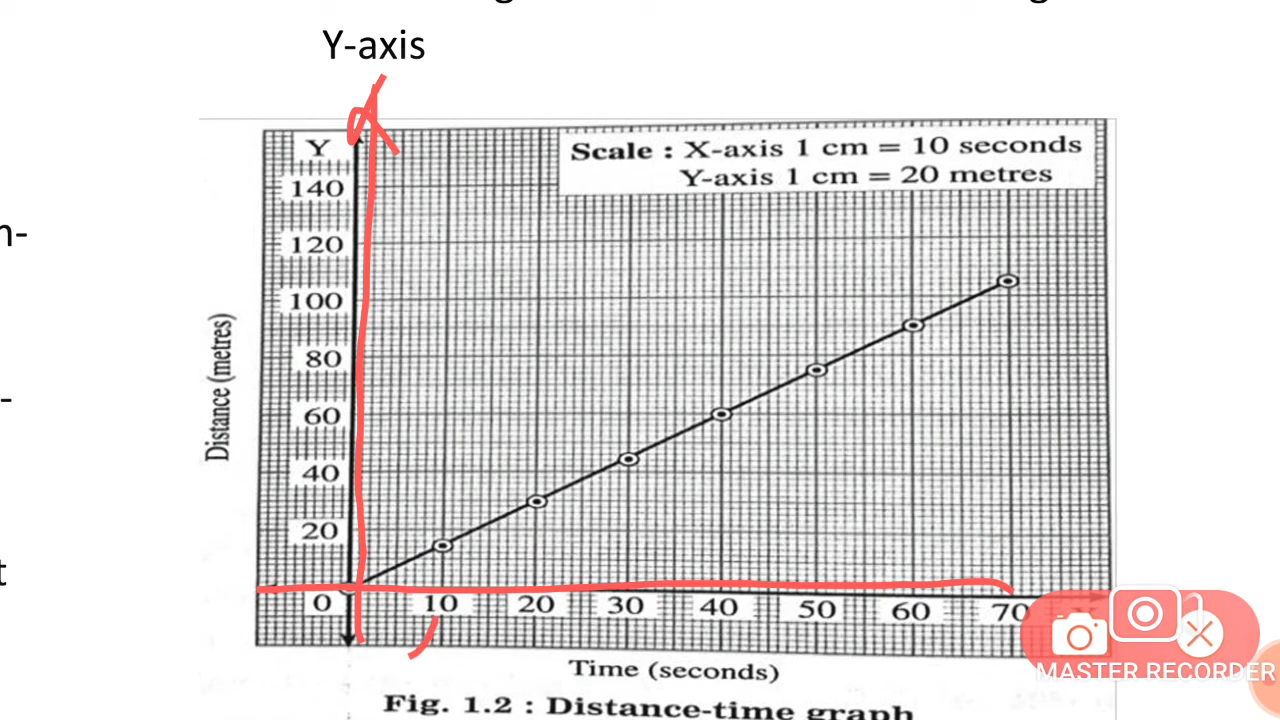 Y-axis
Y
Scale : X-axis 1 cm = 10 seconds
Y-axis 1 cm = 20 metres
140
120
100
80
60
40
20
Distance (metres)
n-
-
t
0 10 20 30 40 50 60 70
Time (seconds)
MASTER RECORDER
Fig. 1.2 : Distance-time graph